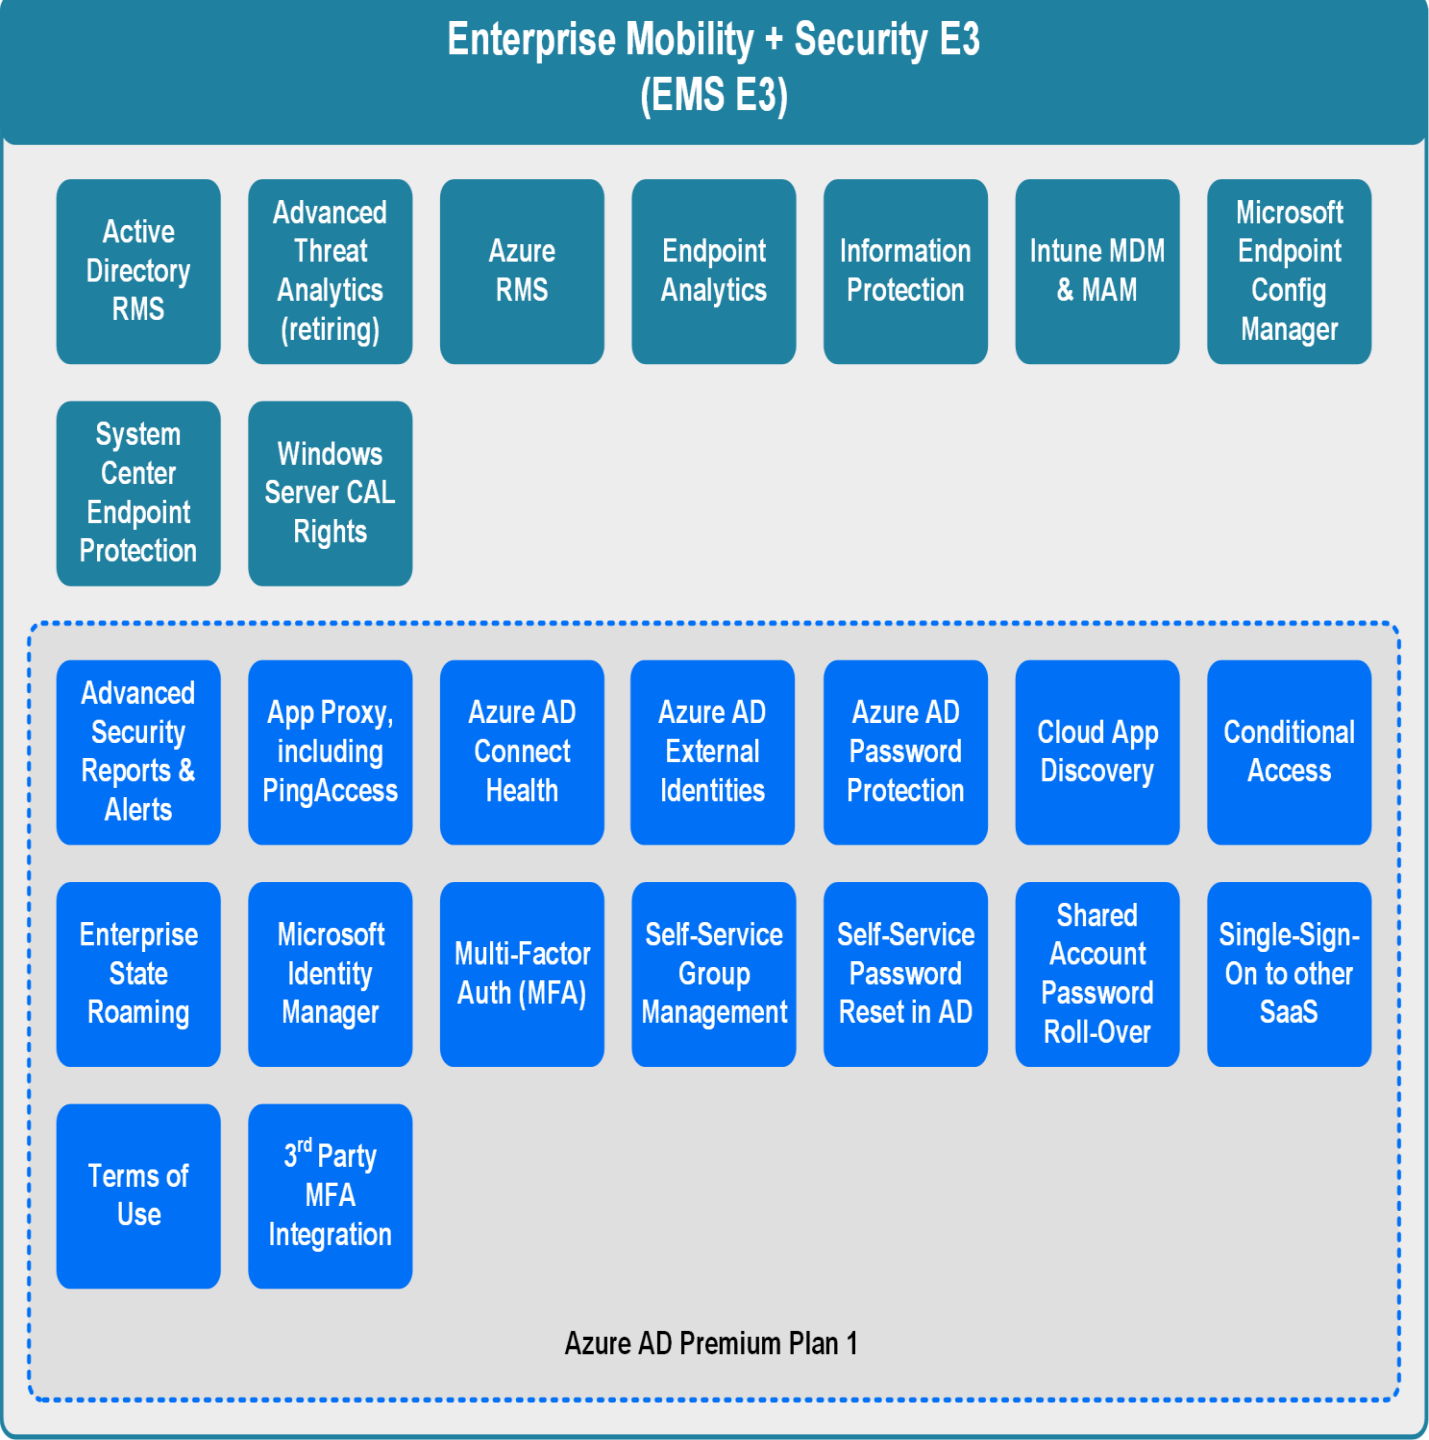 Enterprise Mobility + Security E3
(EMS E3)
Active
Directory
RMS
Advanced
Threat
Analytics
(retiring)
Azure
RMS
Endpoint
Analytics
Information
Protection
Intune MDM
& MAM
Microsoft
Endpoint
Config
Manager
System
Center
Endpoint
Protection
Windows
Server CAL
Rights
Advanced
Security
Reports &
Alerts
App Proxy,
including
PingAccess
Azure AD
Connect
Health
Azure AD
External
Identities
Azure AD
Password
Protection
Cloud App
Discovery
Conditional
Access
Enterprise
State
Roaming
Microsoft
Identity
Manager
Multi-Factor
Auth (MFA)
Self-Service
Group
Management
Self-Service
Password
Reset in AD
Shared
Account
Password
Roll-Over
Single-Sign-
On to other
SaaS
Terms of
Use
3rd Party
MFA
Integration
Azure AD Premium Plan 1